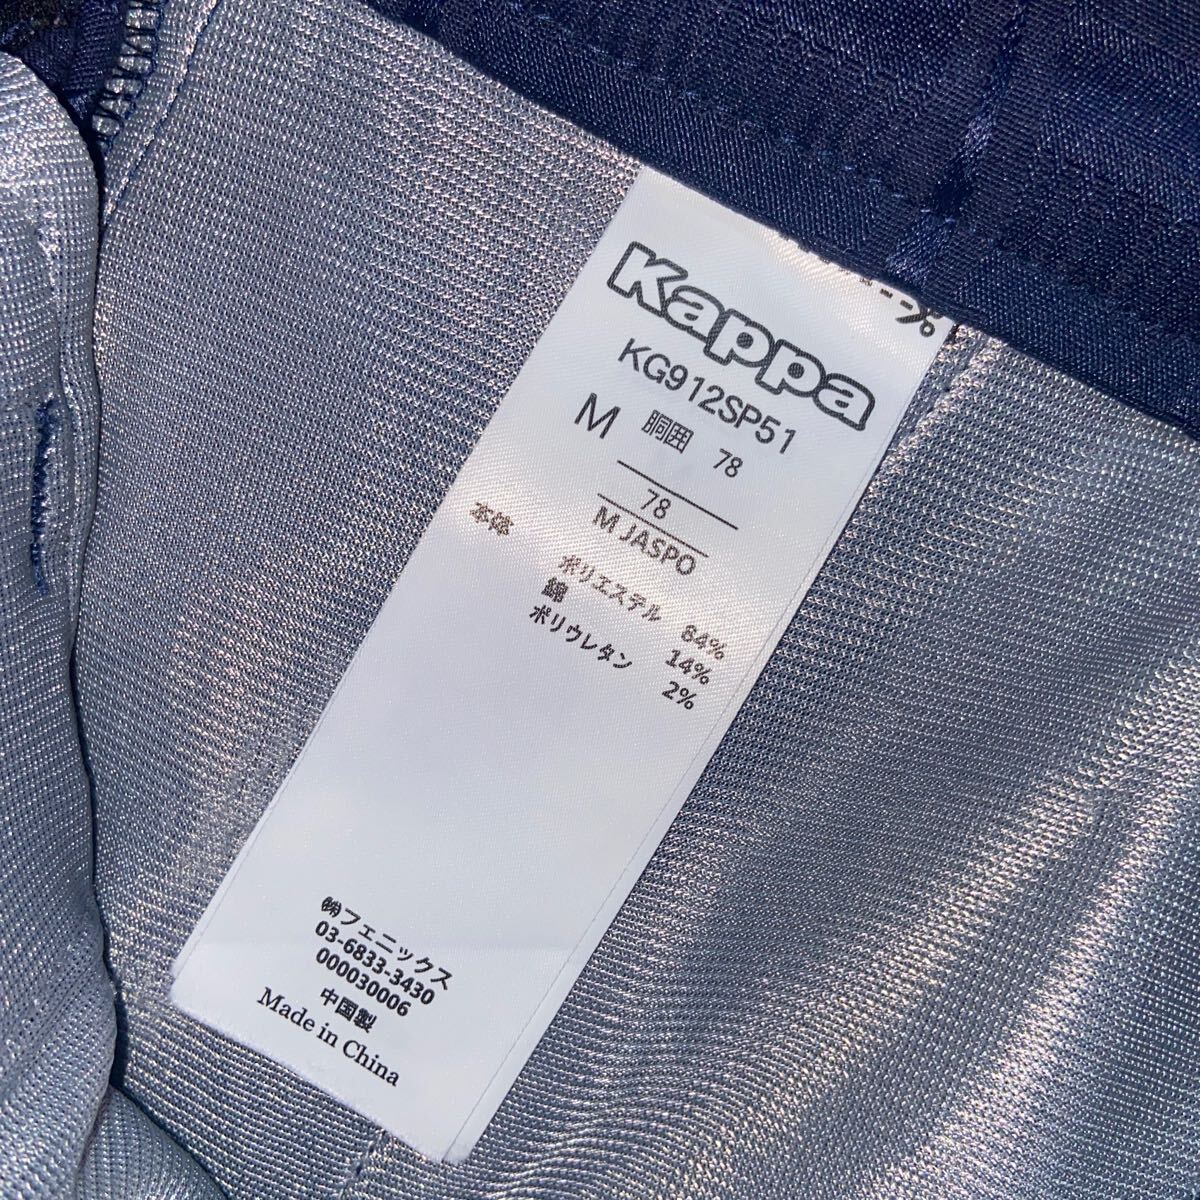 Kappa
KG912SP51
M 胴囲 78
78
M JASPO
本体 ポリエステル 84%
綿 14%
ポリウレタン 2%
㈱フェニックス
03-6833-3430
000030006
中国製
Made in China